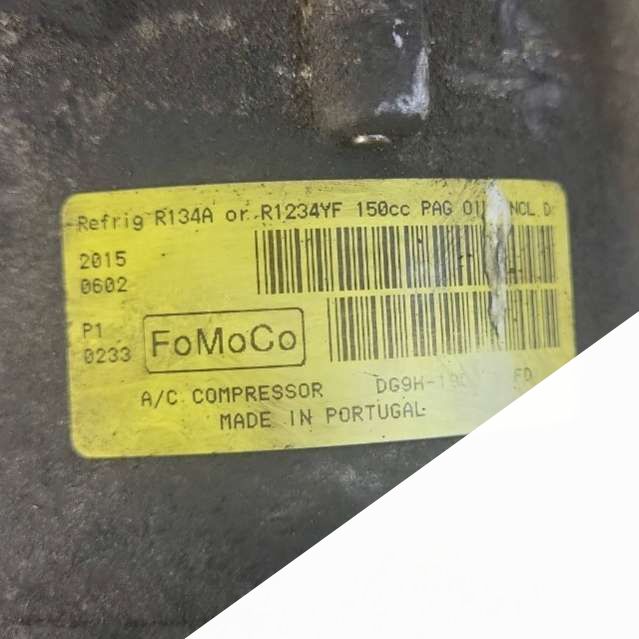 Refrig R134A or R1234YF 150cc PAG
2015
0602
P1
0233
FoMoCo
A/C COMPRESSOR
MADE IN PORTUGAL